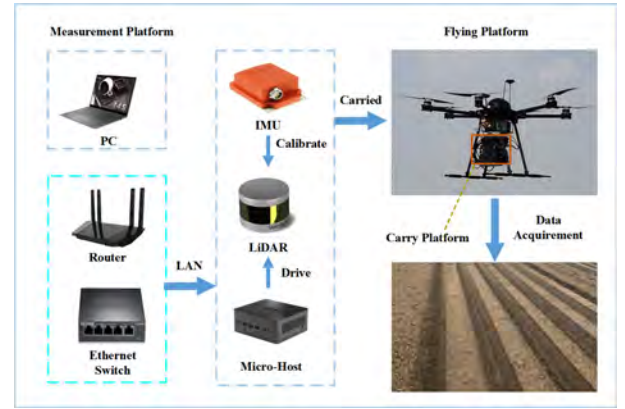 Measurement Platform
Flying Platform
PC
IMU
Carried
Calibrate
Router
LAN
LiDAR
Drive
Carry Platform
Data
Acquirement
Ethernet
Switch
Micro-Host